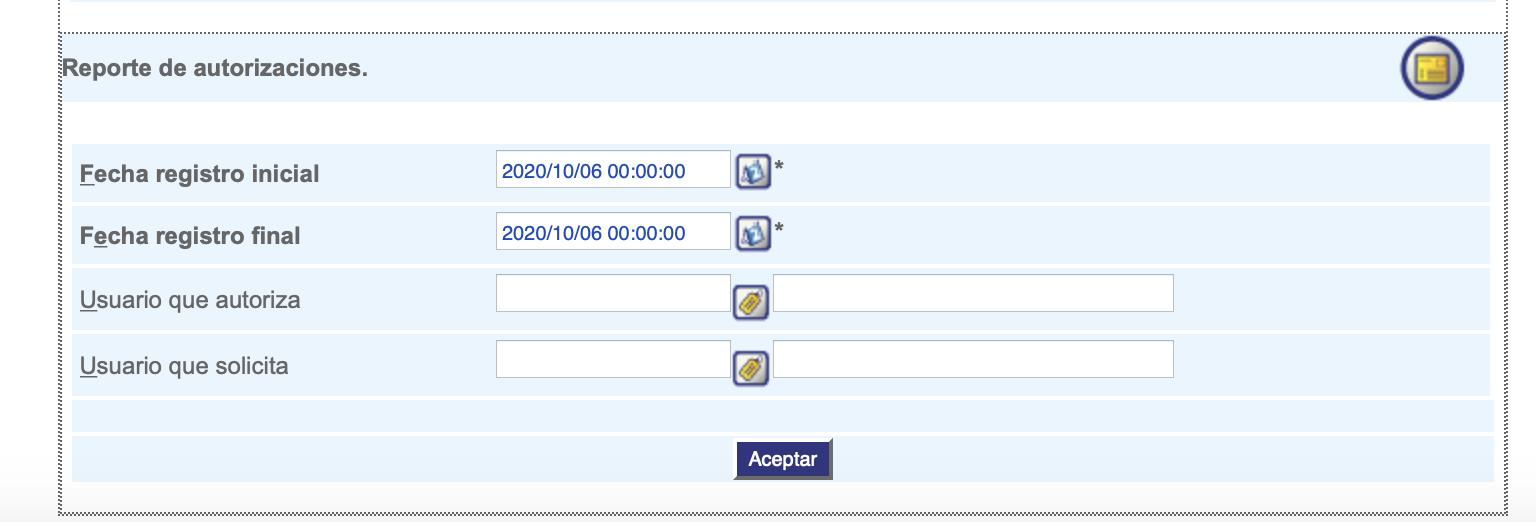 Reporte de autorizaciones.
Fecha registro inicial 2020/10/06 00:00:00 *
Fecha registro final 2020/10/06 00:00:00 *
Usuario que autoriza
Usuario que solicita
Aceptar